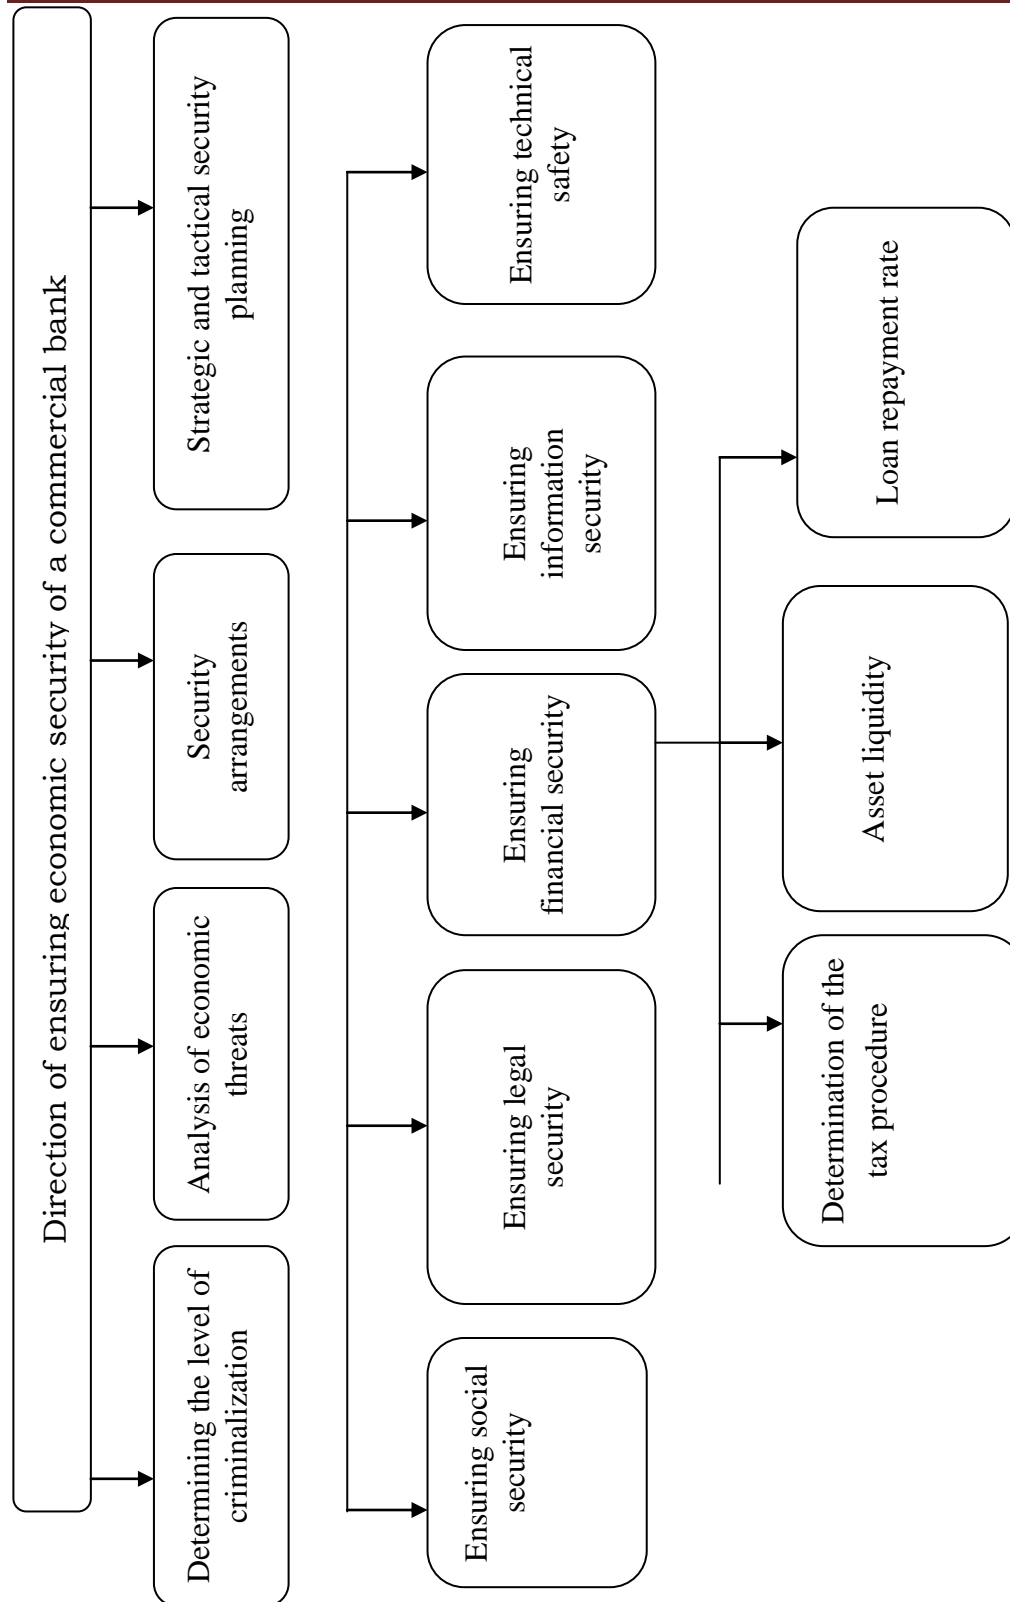 Direction of ensuring economic security of a commercial bank
Determining the level of
criminalization
Analysis of economic
threats
Security
arrangements
Strategic and tactical security
planning
Ensuring social
security
Ensuring legal
security
Ensuring
financial security
Ensuring
information
security
Ensuring technical
safety
Determination of the
tax procedure
Asset liquidity
Loan repayment rate